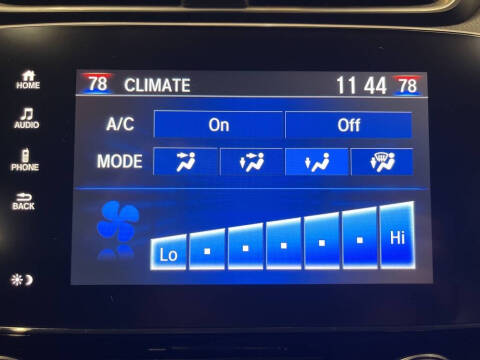 HOME
AUDIO
PHONE
BACK
78 CLIMATE 11 44 78
A/C On Off
MODE
Lo Hi